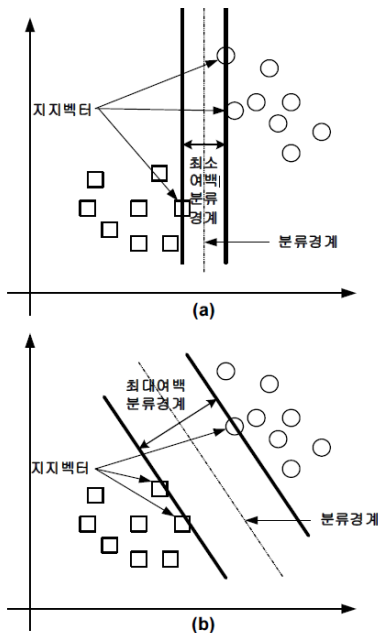 지지벡터
최소
여백
분류
경계
분류경계
(a)
최대여백
분류경계
지지벡터
분류경계
(b)